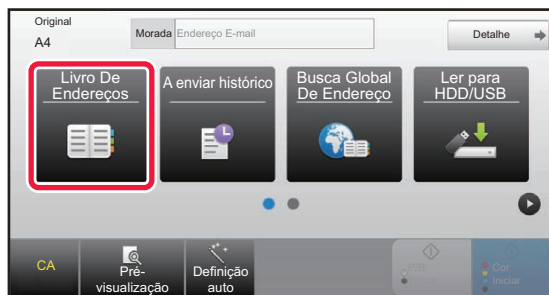 Original
A4
Morada Endereço E-mail
Detalhe
Livro De
Endereços
A enviar histórico
Busca Global
De Endereço
Ler para
HDD/USB
CA
Pré-
visualização
Definição
auto
Cor
Iniciar